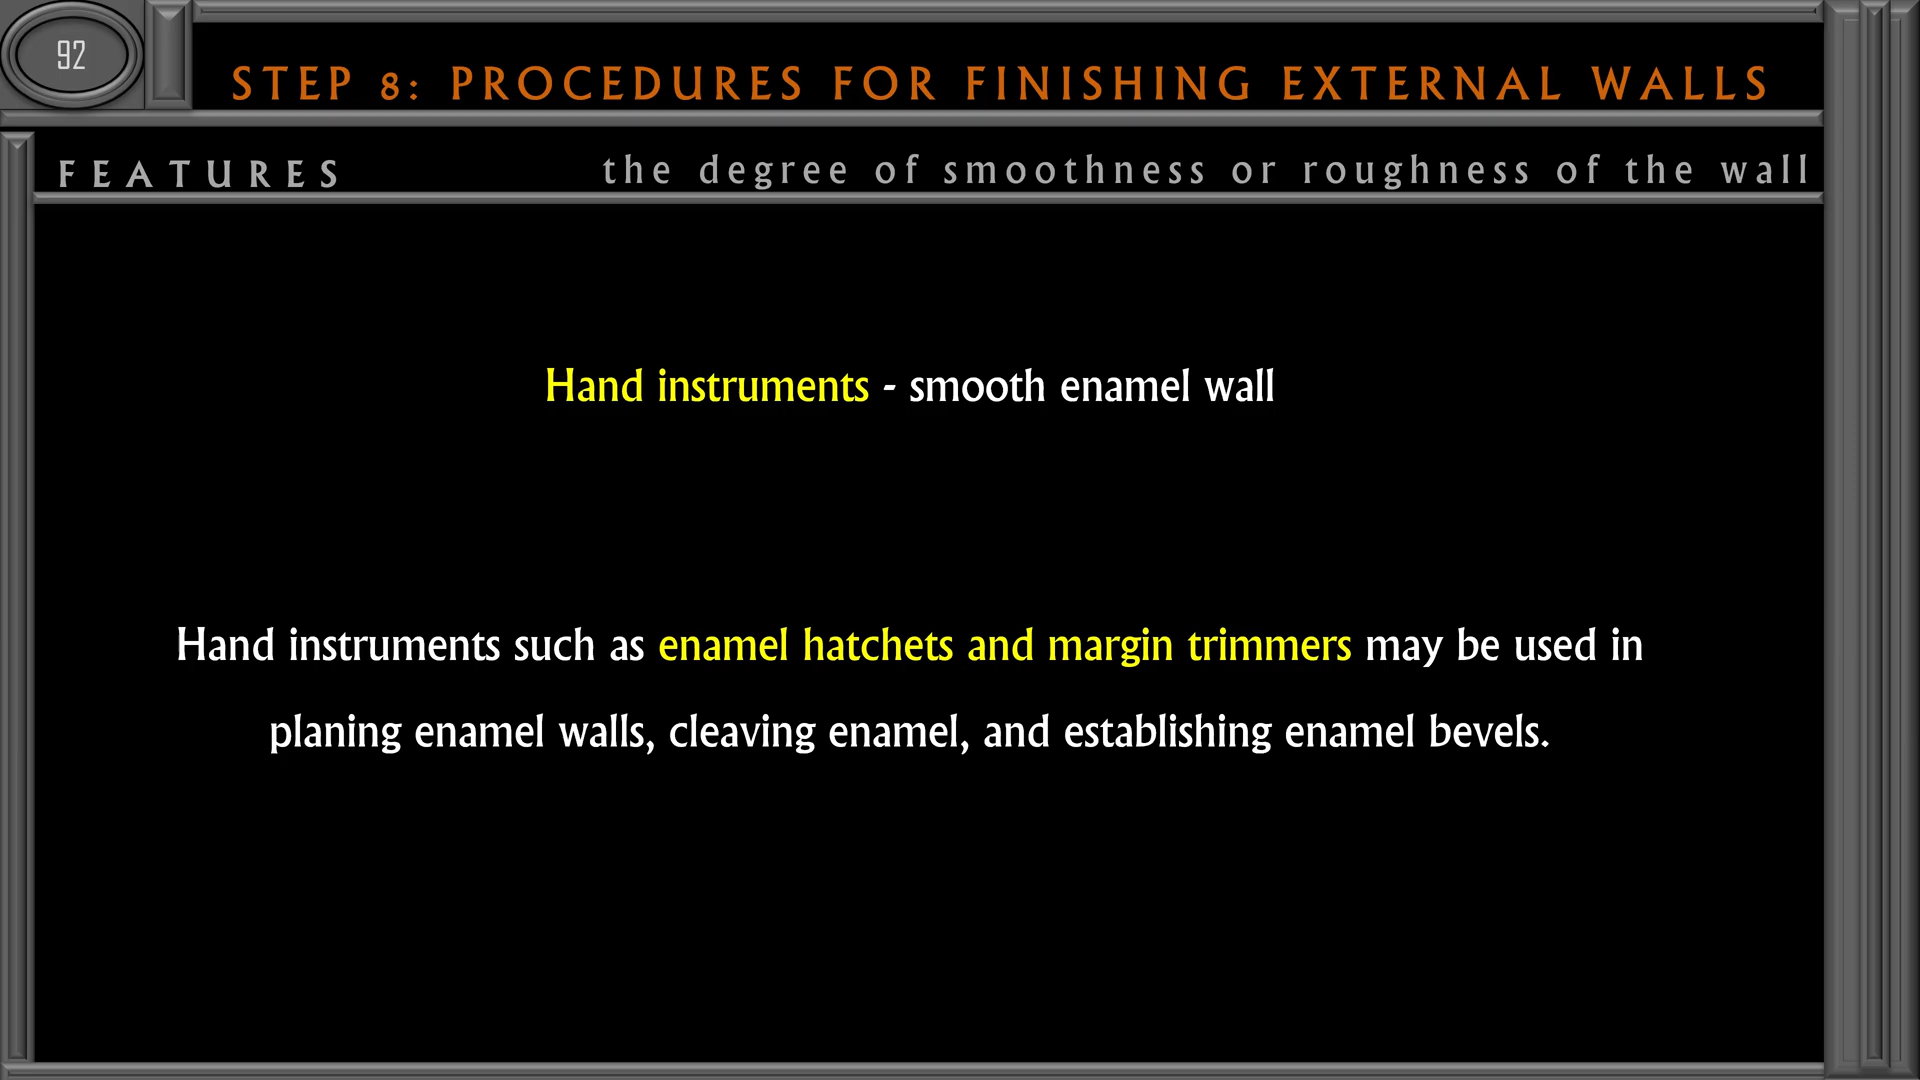 92
STEP 8: PROCEDURES FOR FINISHING EXTERNAL WALLS
FEATURES
the degree of smoothness or roughness of the wall
Hand instruments - smooth enamel wall
Hand instruments such as enamel hatchets and margin trimmers may be used in
planing enamel walls, cleaving enamel, and establishing enamel bevels.